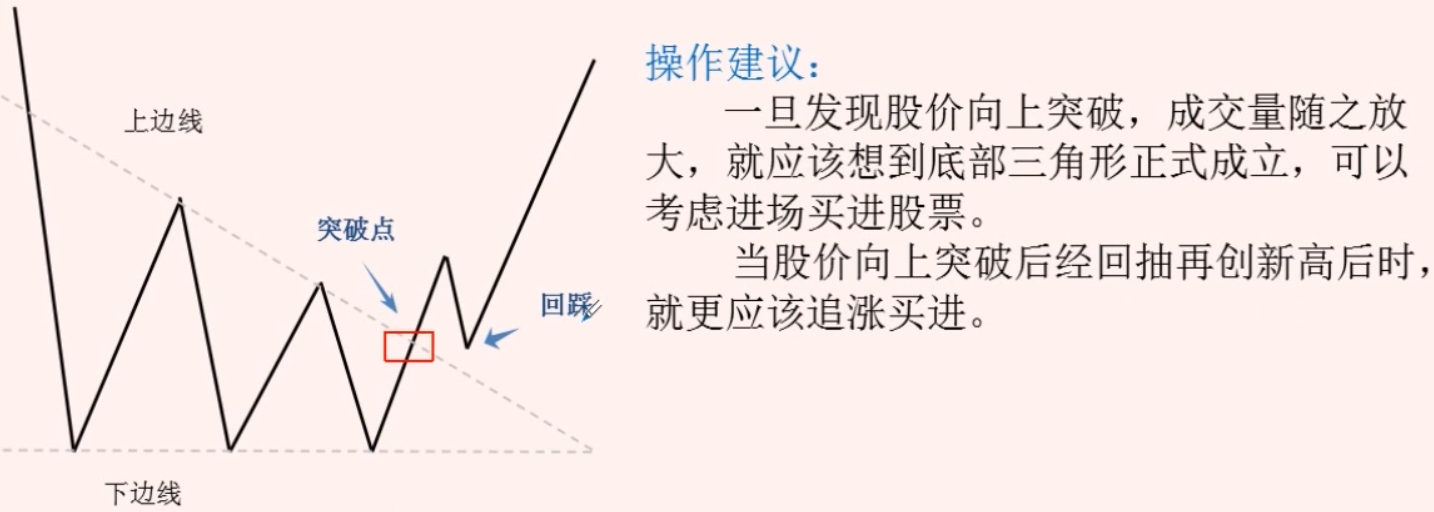 上边线
突破点
回踩
下边线
操作建议：
一旦发现股价向上突破，成交量随之放
大，就应该想到底部三角形正式成立，可以
考虑进场买进股票。
当股价向上突破后经回抽再创新高后时，
就更应该追涨买进。